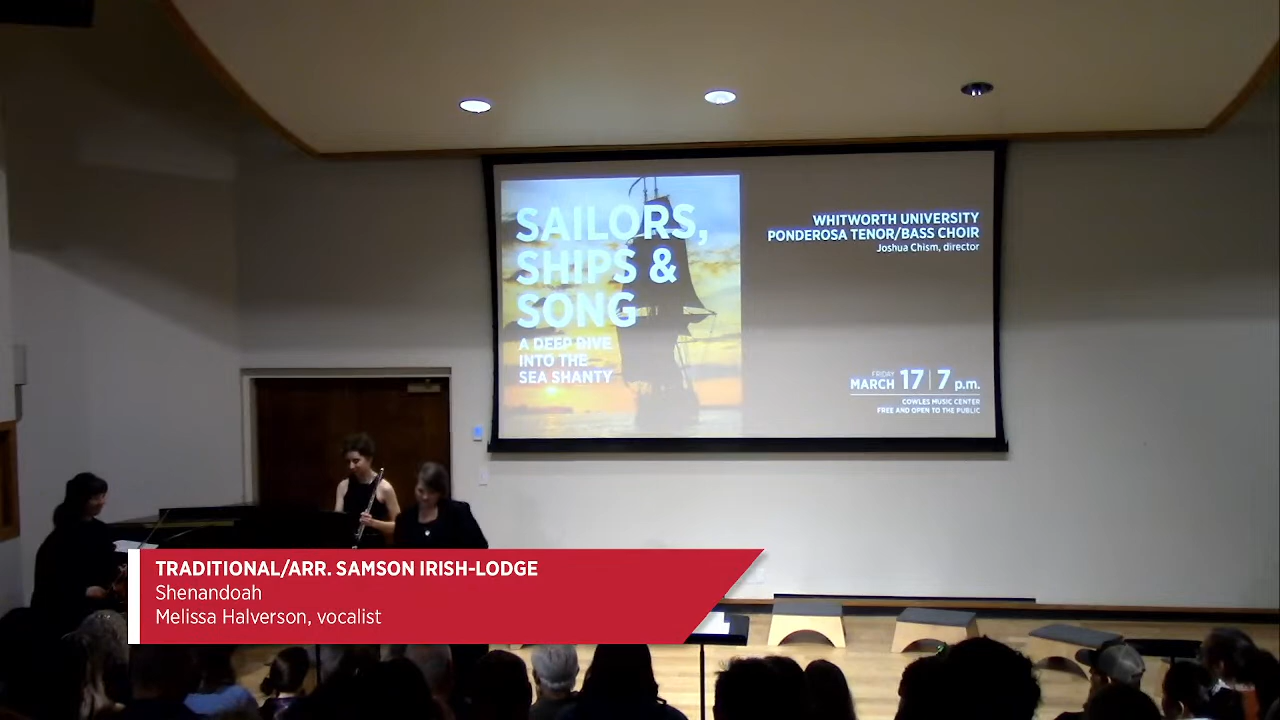 SAILORS,
SHIPS &
SONG
A DEEP DIVE
INTO THE
SEA SHANTY
WHITWORTH UNIVERSITY
PONDEROSA TENOR/BASS CHOIR
Joshua Chism, director
FRIDAY
MARCH 17 | 7 p.m.
COWLES MUSIC CENTER
FREE AND OPEN TO THE PUBLIC
TRADITIONAL/ARR. SAMSON IRISH-LODGE
Shenandoah
Melissa Halverson, vocalist